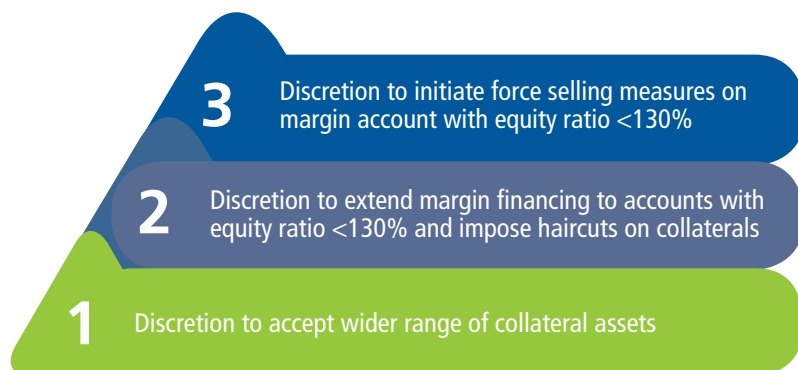 3
Discretion to initiate force selling measures on
margin account with equity ratio <130%
2
Discretion to extend margin financing to accounts with
equity ratio <130% and impose haircuts on collaterals
1
Discretion to accept wider range of collateral assets